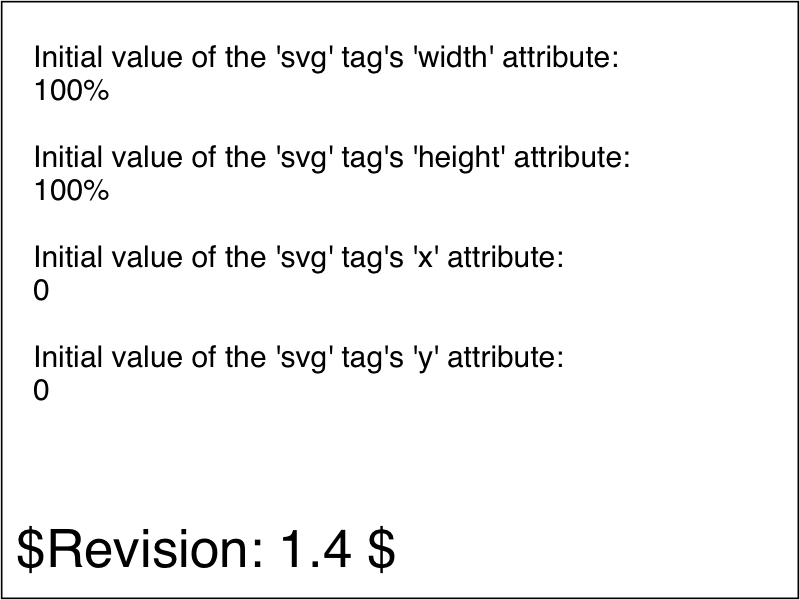 Initial value of the 'svg' tag's 'width' attribute:
100%
Initial value of the 'svg' tag's 'height' attribute:
100%
Initial value of the 'svg' tag's 'x' attribute:
0
Initial value of the 'svg' tag's 'y' attribute:
0
$Revision: 1.4 $